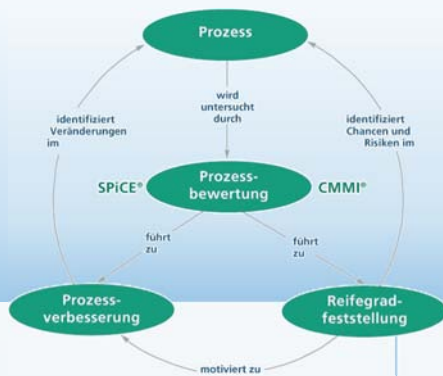 Prozess
identifiziert
Veränderungen
im
wird
untersucht
durch
identifiziert
Chancen und
Risiken im
SPiCE®
Prozess-
bewertung
CMMI®
führt
zu
führt
zu
Prozess-
verbesserung
Reifegrad-
feststellung
motiviert zu